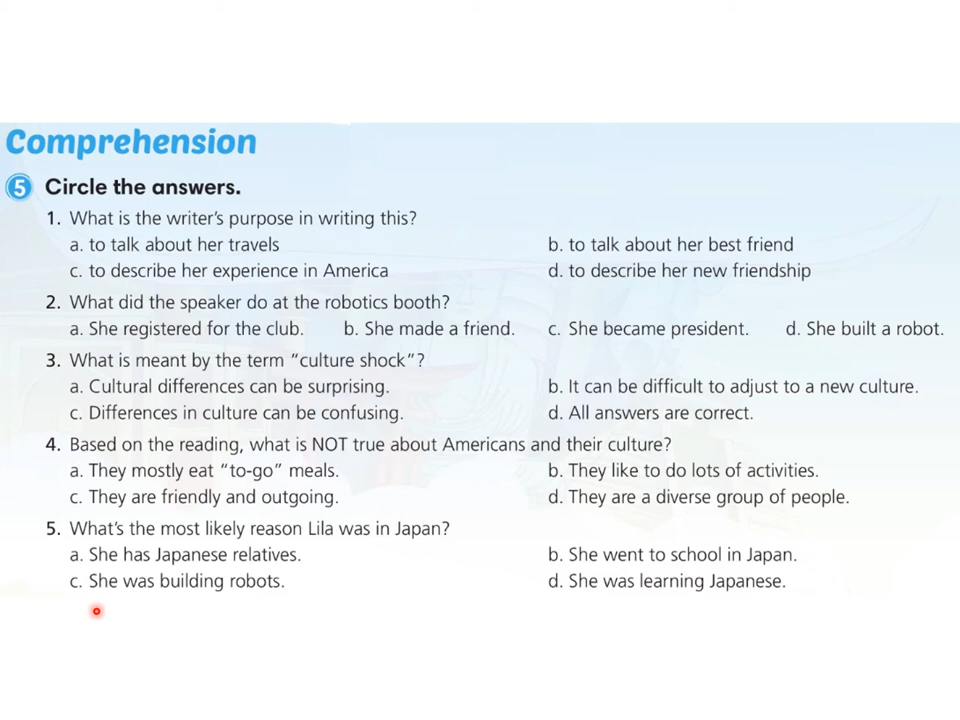 Comprehension
5 Circle the answers.
1. What is the writer's purpose in writing this?
a. to talk about her travels b. to talk about her best friend
c. to describe her experience in America d. to describe her new friendship
2. What did the speaker do at the robotics booth?
a. She registered for the club. b. She made a friend. c. She became president. d. She built a robot.
3. What is meant by the term "culture shock"?
a. Cultural differences can be surprising. b. It can be difficult to adjust to a new culture.
c. Differences in culture can be confusing. d. All answers are correct.
4. Based on the reading, what is NOT true about Americans and their culture?
a. They mostly eat "to-go" meals. b. They like to do lots of activities.
c. They are friendly and outgoing. d. They are a diverse group of people.
5. What's the most likely reason Lila was in Japan?
a. She has Japanese relatives. b. She went to school in Japan.
c. She was building robots. d. She was learning Japanese.